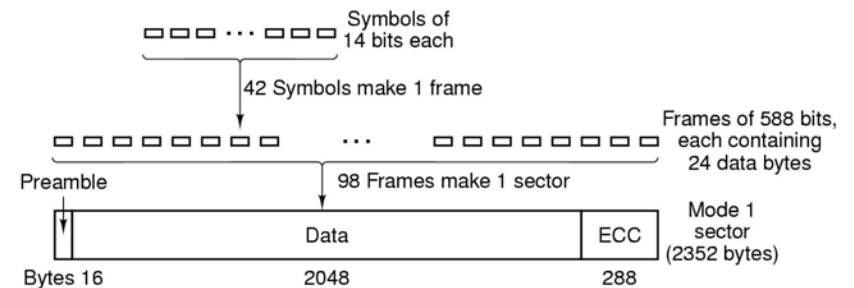 Symbols of
14 bits each
42 Symbols make 1 frame
Frames of 588 bits,
each containing
24 data bytes
Preamble
98 Frames make 1 sector
Data
ECC
Mode 1
sector
(2352 bytes)
Bytes 16
2048
288